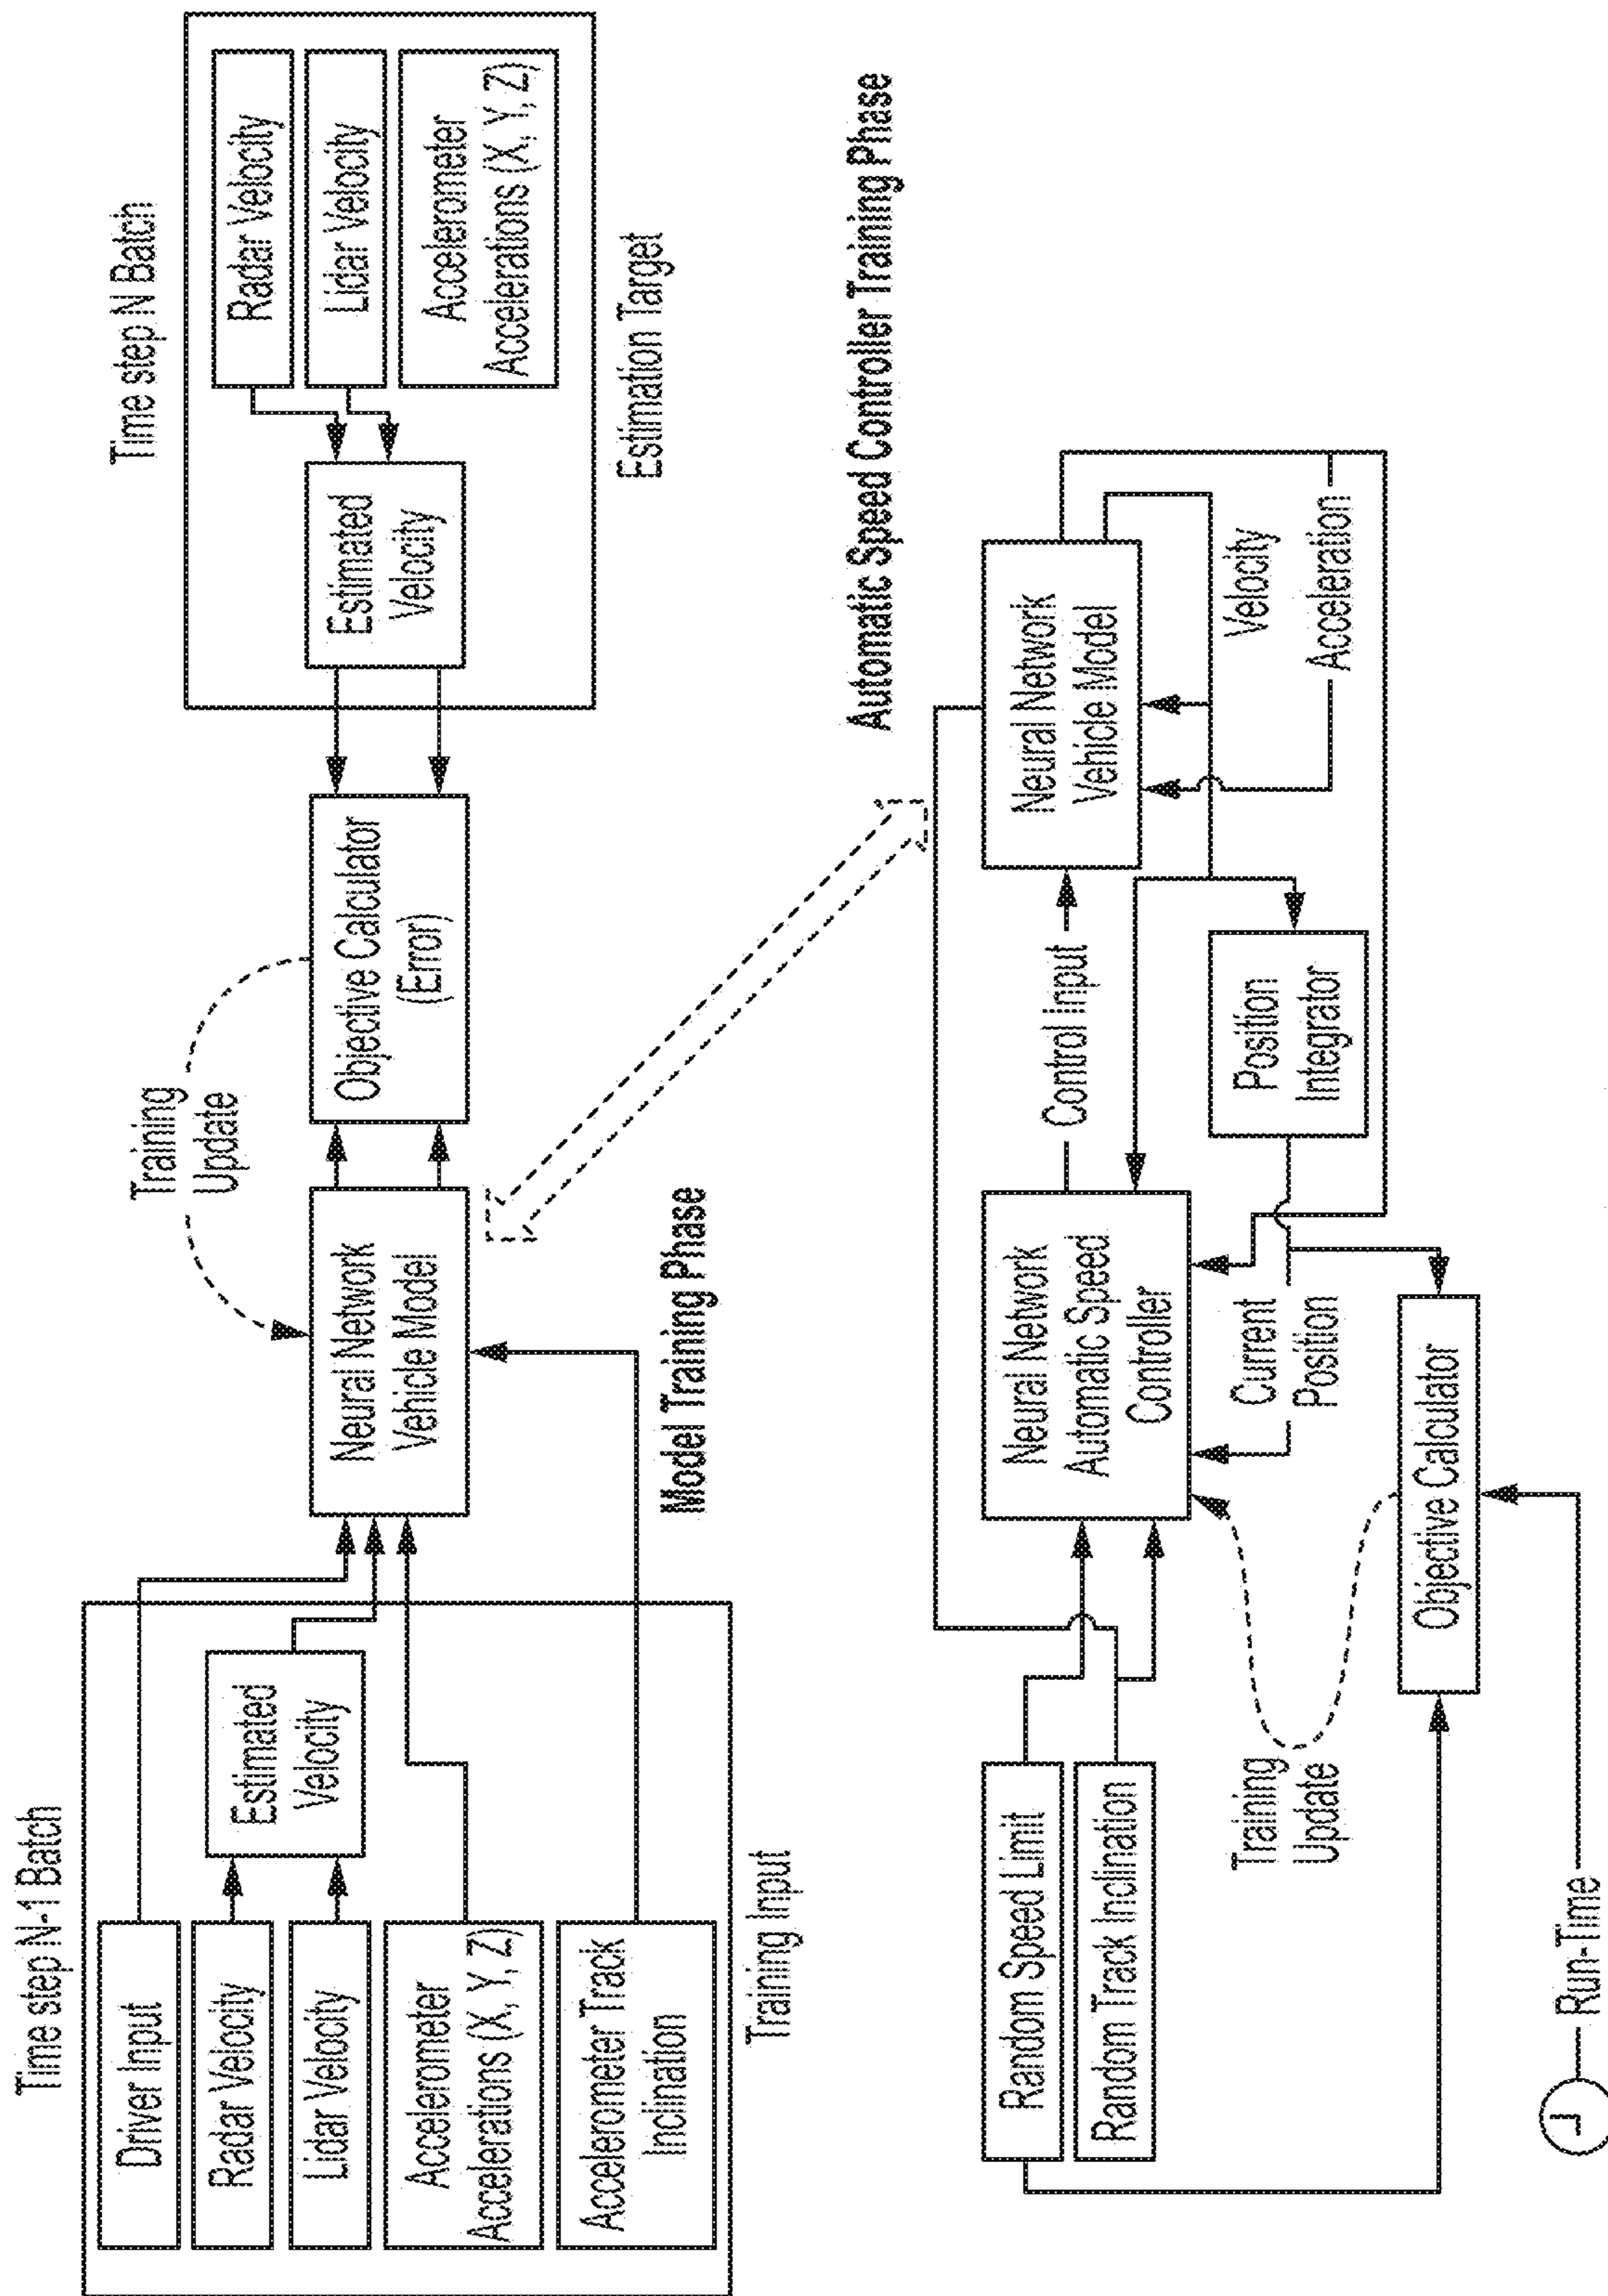 Time step N-1 Batch
Driver Input
Radar Velocity
Lidar Velocity
Accelerometer
Accelerations (X, Y, Z)
Accelerometer Track
Inclination
Estimated
Velocity
Training Input
Neural Network
Vehicle Model
Training
Update
Objective Calculator
(Error)
Model Training Phase
Time step N Batch
Estimated
Velocity
Radar Velocity
Lidar Velocity
Accelerometer
Accelerations (X, Y, Z)
Estimation Target
Automatic Speed Controller Training Phase
Random Speed Limit
Random Track Inclination
Neural Network
Automatic Speed
Controller
Control Input
Neural Network
Vehicle Model
Velocity
Acceleration
Position
Integrator
Current
Position
Training
Update
Objective Calculator
Run-Time